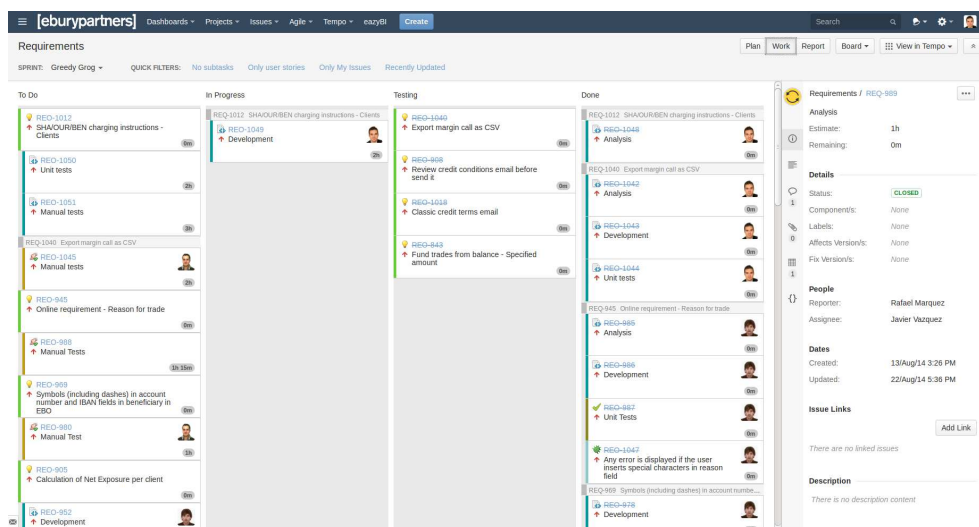 [eburypartners] Dashboards Projects Issues Agile Tempo eazyBI Create Search
Requirements
Plan Work Report Board View in Tempo
SPRINT: Greedy Grog QUICK FILTERS: No subtasks Only user stories Only My Issues Recently Updated
To Do
REQ-1012
SHA/OUR/BEN charging instructions -
Clients
0m
REQ-1050
Unit tests
2h
REQ-1051
Manual tests
3h
REQ-1040 Export margin call as CSV
REQ-1045
Manual tests
2h
REQ-945
Online requirement - Reason for trade
0m
REQ-988
Manual Tests
1h 15m
REQ-969
Symbols (including dashes) in account
number and IBAN fields in beneficiary in
EBO
0m
REQ-980
Manual Test
1h
REQ-905
Calculation of Net Exposure per client
0m
REQ-952
Development
In Progress
REQ-1012 SHA/OUR/BEN charging instructions - Clients
REQ-1049
Development
2h
Testing
REQ-1040
Export margin call as CSV
0m
REQ-908
Review credit conditions email before
send it
0m
REQ-1018
Classic credit terms email
0m
REQ-843
Fund trades from balance - Specified
amount
0m
Done
REQ-1012 SHA/OUR/BEN charging instructions - Clients
REQ-1048
Analysis
0m
REQ-1040 Export margin call as CSV
REQ-1042
Analysis
0m
REQ-1043
Development
0m
REQ-1044
Unit tests
0m
REQ-945 Online requirement - Reason for trade
REQ-985
Analysis
0m
REQ-986
Development
0m
REQ-987
Unit Tests
0m
REQ-1047
Any error is displayed if the user
inserts special characters in reason
field
0m
REQ-969 Symbols (including dashes) in account numbe...
REQ-978
Development
1
0
1
Requirements / REQ-989
Analysis
Estimate: 1h
Remaining: 0m
Details
Status: CLOSED
Component/s: None
Labels: None
Affects Version/s: None
Fix Version/s: None
People
Reporter: Rafael Marquez
Assignee: Javier Vazquez
Dates
Created: 13/Aug/14 3:26 PM
Updated: 22/Aug/14 5:36 PM
Issue Links
Add Link
There are no linked issues
Description
There is no description content